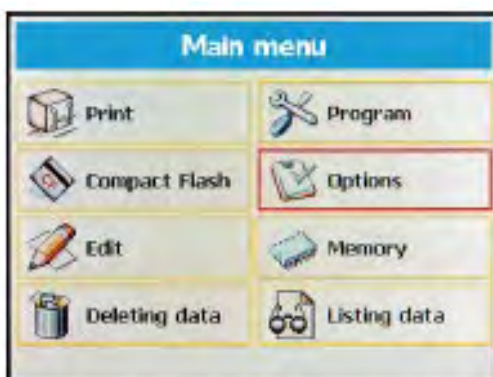 Main menu
Print
Program
Compact Flash
Options
Edit
Memory
Deleting data
Listing data